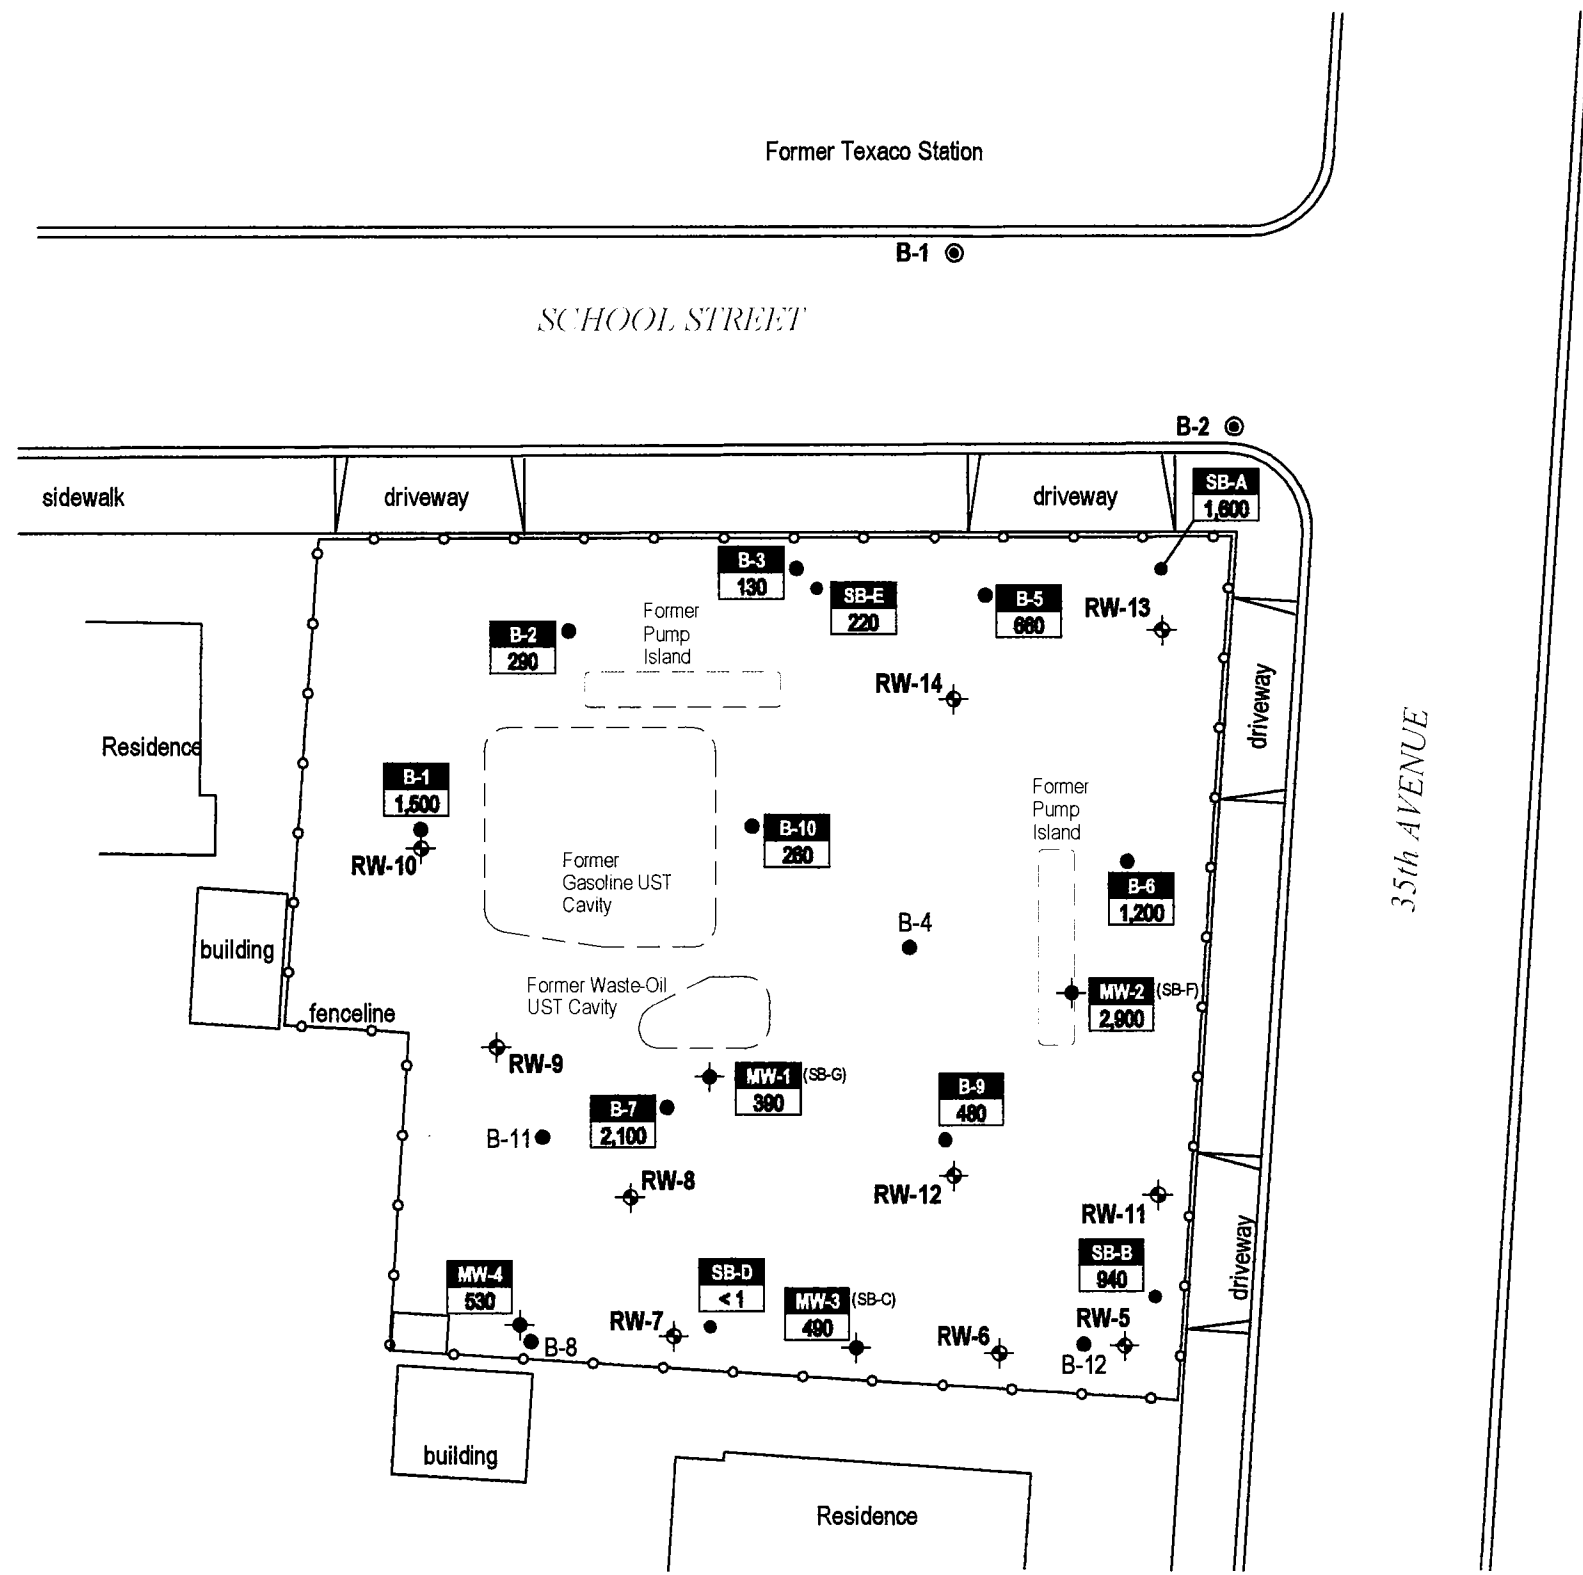 Former Texaco Station
B-1
SCHOOL STREET
B-2
sidewalk
driveway
driveway
SB-A
1,600
B-3
130
SB-E
220
B-5
660
RW-13
Former
Pump
Island
B-2
290
RW-14
driveway
35th AVENUE
Residence
B-1
1,500
RW-10
Former
Gasoline UST
Cavity
B-10
260
Former
Pump
Island
B-6
1,200
B-4
building
Former Waste-Oil
UST Cavity
MW-2 (SB-F)
2,900
fenceline
RW-9
MW-1 (SB-G)
390
B-7
2,100
B-9
480
B-11
RW-8
RW-12
RW-11
SB-B
940
driveway
MW-4
530
SB-D
< 1
MW-3 (SB-C)
490
RW-7
RW-6
RW-5
B-8
B-12
building
Residence